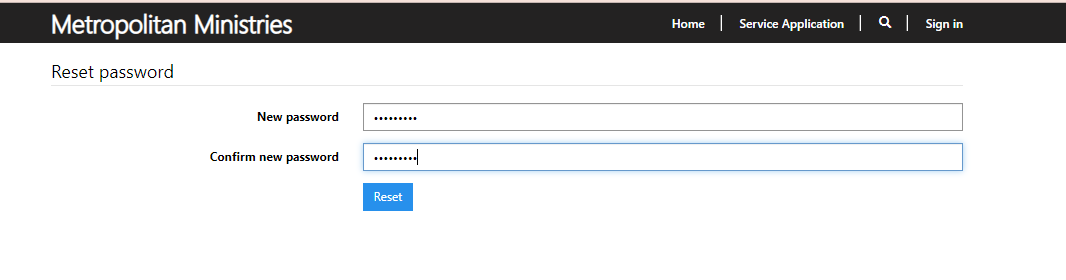 Metropolitan Ministries
Home | Service Application | | Sign in
Reset password
New password •••••••••
Confirm new password •••••••••
Reset